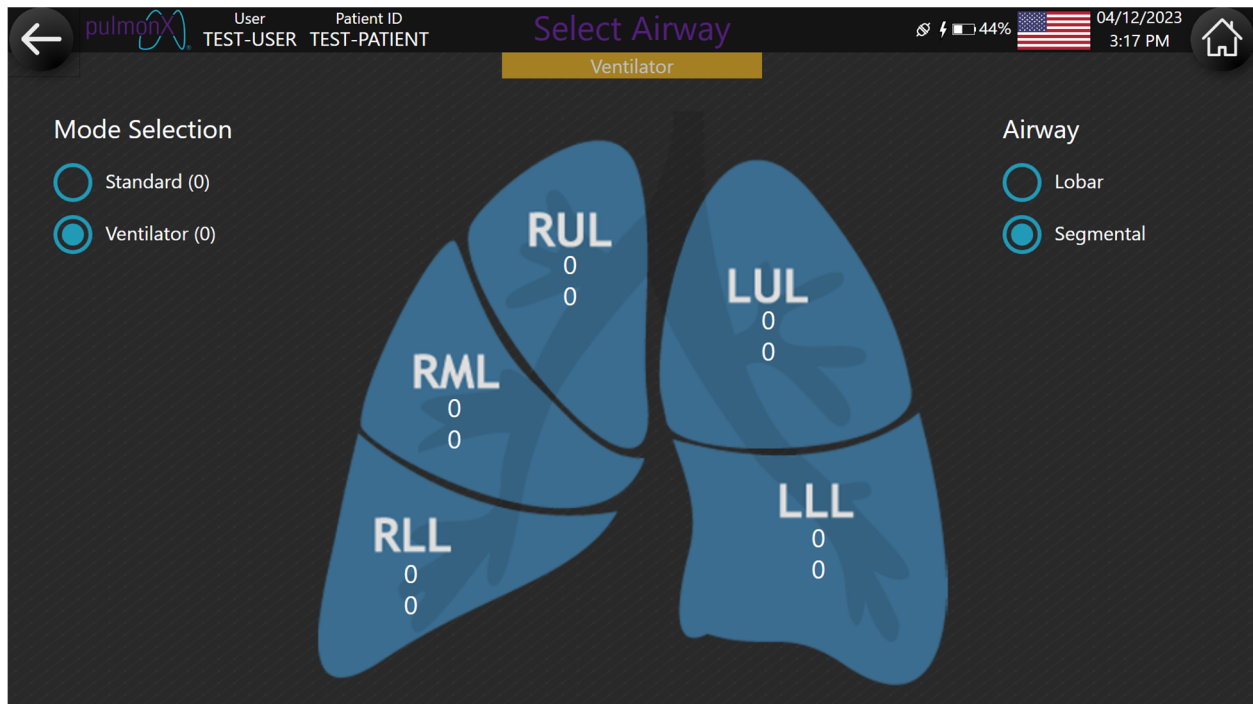 pulmonX®
User Patient ID
TEST-USER TEST-PATIENT
Select Airway
44%
04/12/2023
3:17 PM
Ventilator
Mode Selection
Standard (0)
Ventilator (0)
Airway
Lobar
Segmental
RUL
0
0
LUL
0
0
RML
0
0
LLL
0
0
RLL
0
0